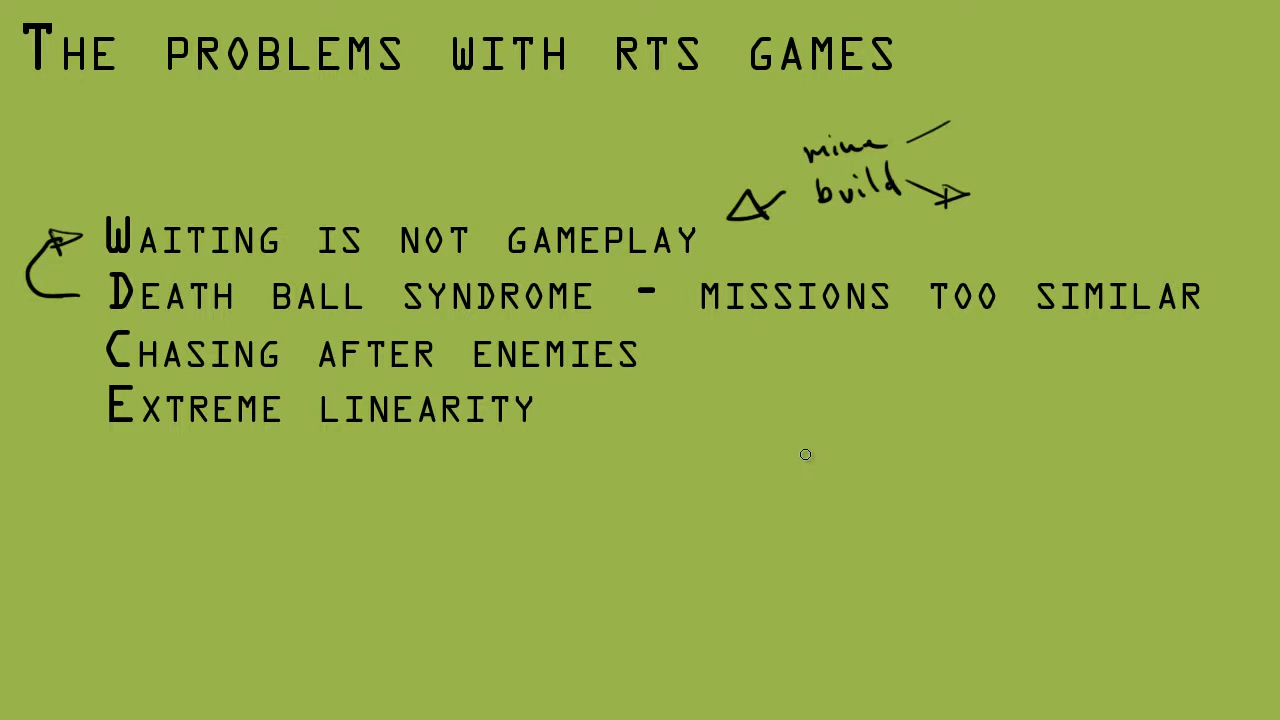 The problems with rts games
mine
build
Waiting is not gameplay
Death ball syndrome - missions too similar
Chasing after enemies
Extreme linearity